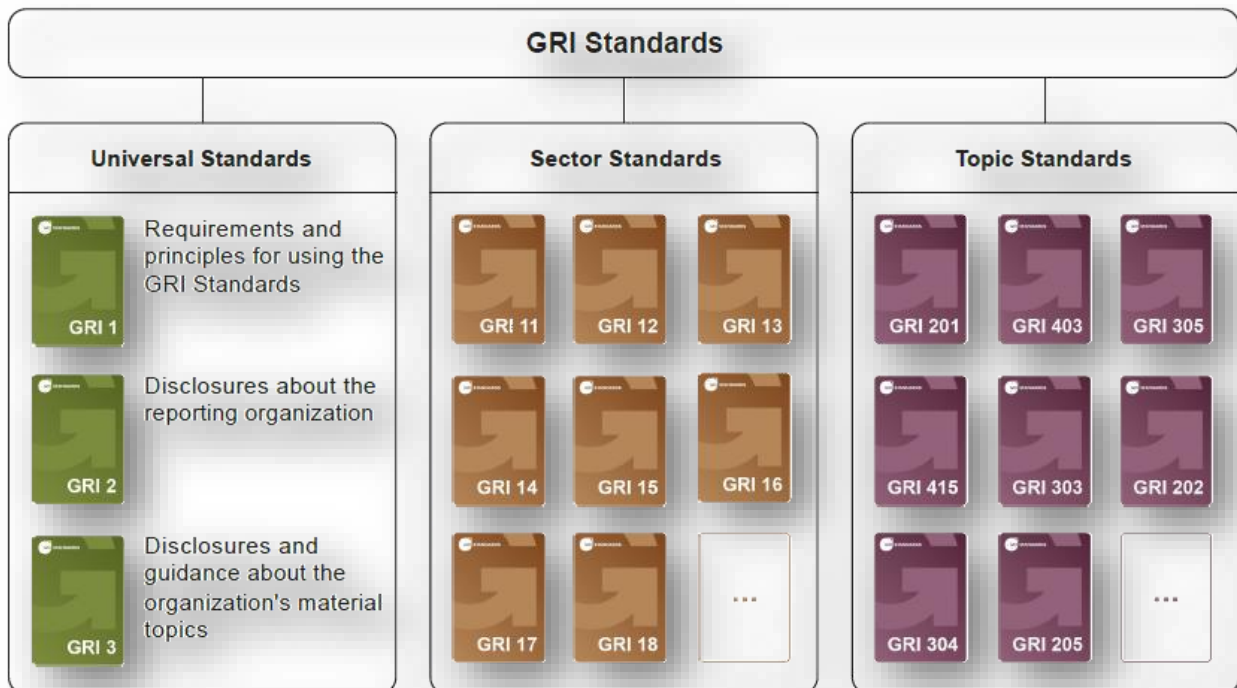 GRI Standards
Universal Standards
GRI 1
Requirements and
principles for using the
GRI Standards
GRI 2
Disclosures about the
reporting organization
GRI 3
Disclosures and
guidance about the
organization's material
topics
Sector Standards
GRI 11
GRI 12
GRI 13
GRI 14
GRI 15
GRI 16
GRI 17
GRI 18
...
Topic Standards
GRI 201
GRI 403
GRI 305
GRI 415
GRI 303
GRI 202
GRI 304
GRI 205
...